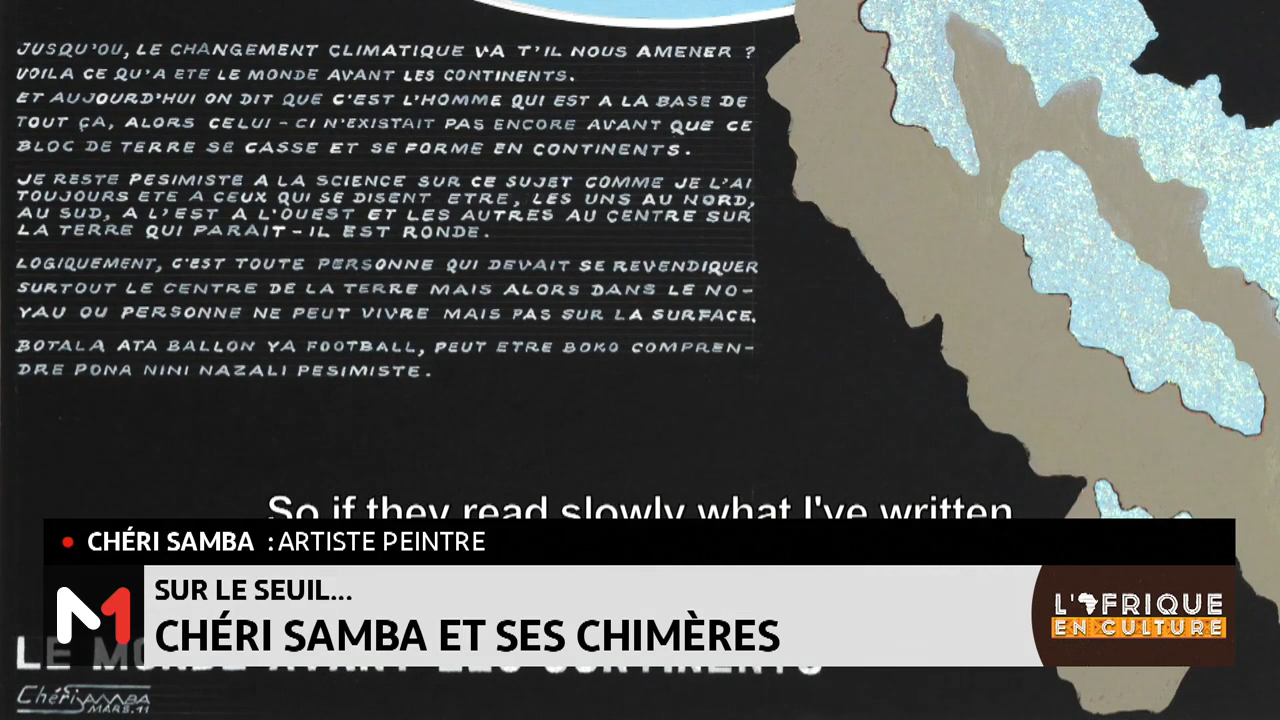 JUSQU'OU, LE CHANGEMENT CLIMATIQUE VA T'IL NOUS AMENER ?
VOILA CE QU'A ETE LE MONDE AVANT LES CONTINENTS.
ET AUJOURD'HUI ON DIT QUE C'EST L'HOMME QUI EST A LA BASE DE
TOUT ÇA, ALORS CELUI-CI N'EXISTAIT PAS ENCORE AVANT QUE CE
BLOC DE TERRE SE CASSE ET SE FORME EN CONTINENTS.
JE RESTE PESIMISTE A LA SCIENCE SUR CE SUJET COMME JE L'AI
TOUJOURS ETE A CEUX QUI SE DISENT ETRE, LES UNS AU NORD,
AU SUD, A L'EST A L'OUEST ET LES AUTRES AU CENTRE SUR
LA TERRE QUI PARAIT-IL EST RONDE.
LOGIQUEMENT, C'EST TOUTE PERSONNE QUI DEVAIT SE REVENDIQUER
SURTOUT LE CENTRE DE LA TERRE MAIS ALORS DANS LE NO-
YAU OU PERSONNE NE PEUT VIVRE MAIS PAS SUR LA SURFACE.
BOTALA ATA BALLON YA FOOTBALL, PEUT ETRE BOKO COMPREN-
DRE PONA NINI NAZALI PESIMISTE.
So if they read slowly what I've written
CHÉRI SAMBA : ARTISTE PEINTRE
SUR LE SEUIL...
CHÉRI SAMBA ET SES CHIMÈRES
M1
L'AFRIQUE
EN CULTURE
LE MONDE AVANT LES CONTINENTS
Chéri SAMBA
MARS.11